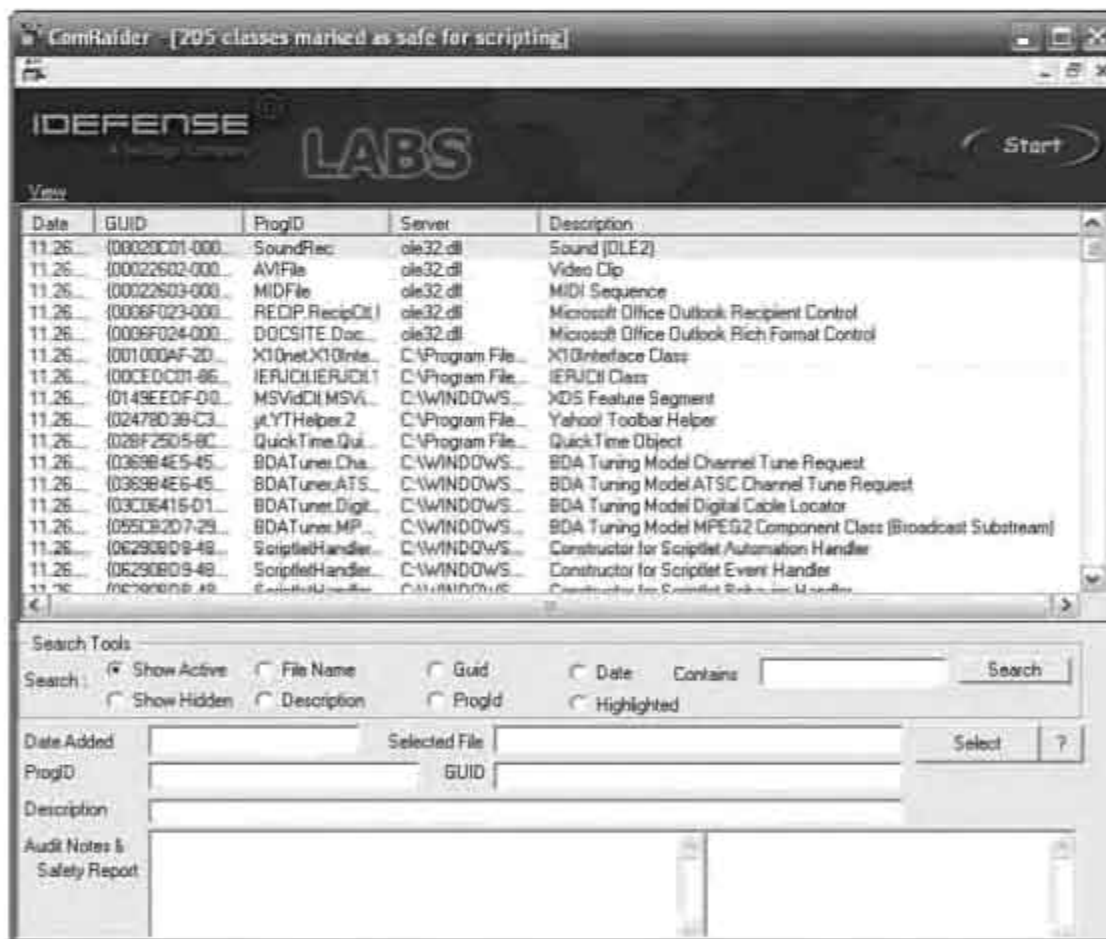 ComRaider - [205 classes marked as safe for scripting]
IDEFENSE
LABS
Start
View
Date GUID ProgID Server Description
11.26... {00020C01-000... SoundRec ole32.dll Sound (OLE2)
11.26... {00022602-000... AVIFile ole32.dll Video Clip
11.26... {00022603-000... MIDFile ole32.dll MIDI Sequence
11.26... {0006F023-000... RECIP.RecipCtl.1 ole32.dll Microsoft Office Outlook Recipient Control
11.26... {0006F024-000... DOCSITE.Doc... ole32.dll Microsoft Office Outlook Rich Format Control
11.26... {001000AF-2D... X10net.X10Inte... C:\Program File... X10Interface Class
11.26... {00CEDC01-86... IERJCtl.IERJCtl.1 C:\Program File... IERJCtl Class
11.26... {0149EEDF-D0... MSVidCtl.MSVi... C:\WINDOWS... XDS Feature Segment
11.26... {02478D38-C3... yt.YTHelper.2 C:\Program File... Yahoo! Toolbar Helper
11.26... {02BF25D5-8C... QuickTime.Qui... C:\Program File... QuickTime Object
11.26... {0369B4E5-45... BDATuner.Cha... C:\WINDOWS... BDA Tuning Model Channel Tune Request
11.26... {0369B4E6-45... BDATuner.ATS... C:\WINDOWS... BDA Tuning Model ATSC Channel Tune Request
11.26... {03C06416-D1... BDATuner.Digit... C:\WINDOWS... BDA Tuning Model Digital Cable Locator
11.26... {055CB2D7-29... BDATuner.MP... C:\WINDOWS... BDA Tuning Model MPEG2 Component Class (Broadcast Substream)
11.26... {06290BD8-48... ScriptletHandler... C:\WINDOWS... Constructor for Scriptlet Automation Handler
11.26... {06290BD9-48... ScriptletHandler... C:\WINDOWS... Constructor for Scriptlet Event Handler
Search Tools
Search : Show Active File Name Guid Date Contains Search
Show Hidden Description ProgId Highlighted
Date Added Selected File Select ?
ProgID GUID
Description
Audit Notes &
Safety Report